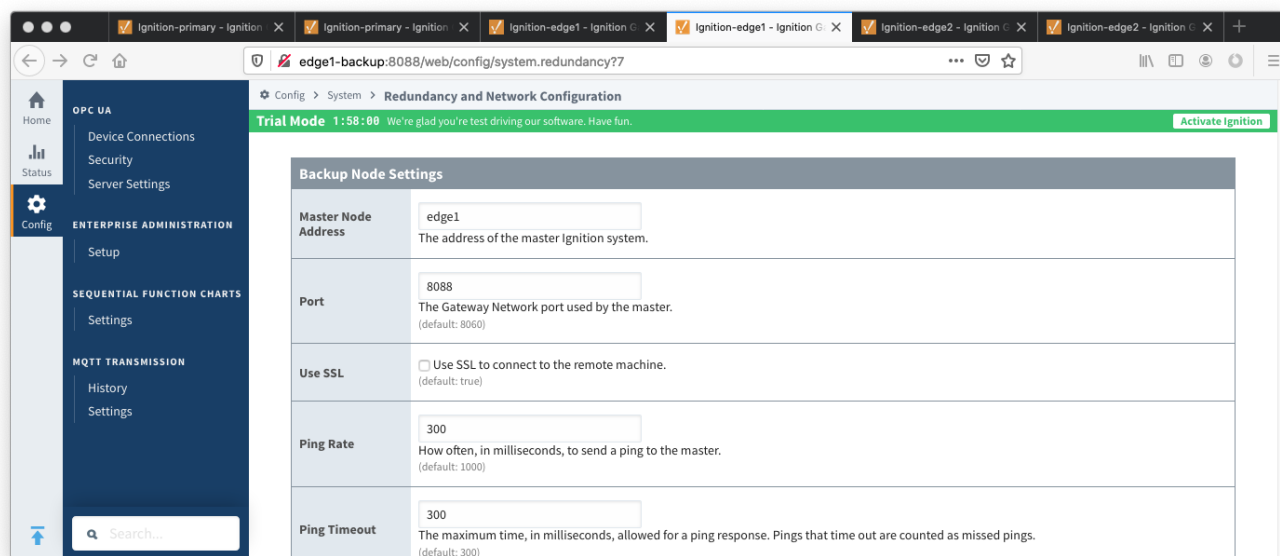 Ignition-primary - Ignition
Ignition-primary - Ignition
Ignition-edge1 - Ignition G
Ignition-edge1 - Ignition G
Ignition-edge2 - Ignition G
Ignition-edge2 - Ignition G
edge1-backup:8088/web/config/system.redundancy?7
Home
Status
Config
OPC UA
Device Connections
Security
Server Settings
ENTERPRISE ADMINISTRATION
Setup
SEQUENTIAL FUNCTION CHARTS
Settings
MQTT TRANSMISSION
History
Settings
Search...
Config > System > Redundancy and Network Configuration
Trial Mode 1:58:00 We're glad you're test driving our software. Have fun.
Activate Ignition
Backup Node Settings
Master Node
Address
edge1
The address of the master Ignition system.
Port
8088
The Gateway Network port used by the master.
(default: 8060)
Use SSL
Use SSL to connect to the remote machine.
(default: true)
Ping Rate
300
How often, in milliseconds, to send a ping to the master.
(default: 1000)
Ping Timeout
300
The maximum time, in milliseconds, allowed for a ping response. Pings that time out are counted as missed pings.
(default: 300)